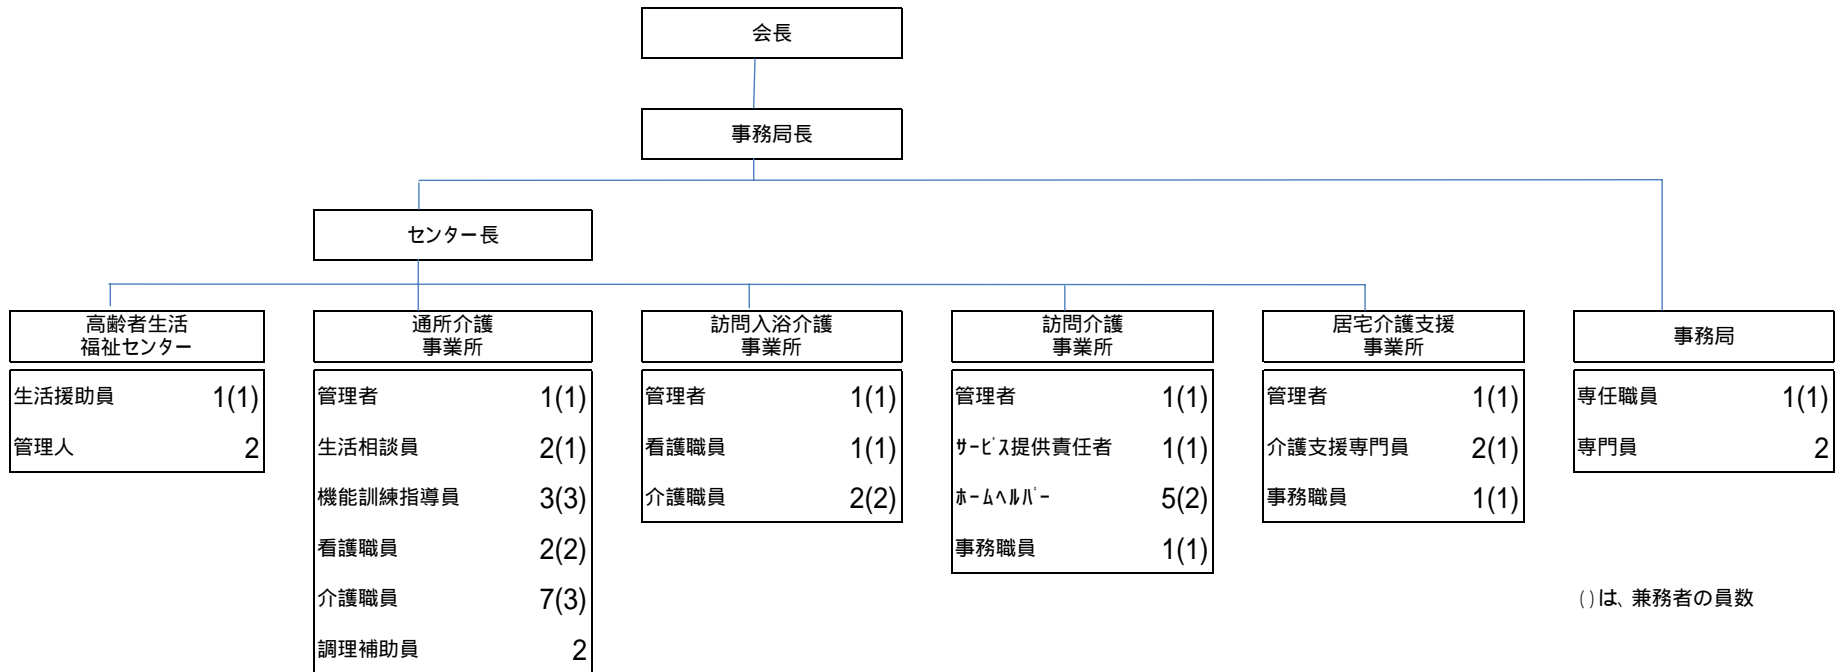 会長
事務局長
センター長
高齢者生活
福祉センター
生活援助員 1(1)
管理人 2
通所介護
事業所
管理者 1(1)
生活相談員 2(1)
機能訓練指導員 3(3)
看護職員 2(2)
介護職員 7(3)
調理補助員 2
訪問入浴介護
事業所
管理者 1(1)
看護職員 1(1)
介護職員 2(2)
訪問介護
事業所
管理者 1(1)
ｻｰﾋﾞｽ提供責任者 1(1)
ﾎｰﾑﾍﾙﾊﾟｰ 5(2)
事務職員 1(1)
居宅介護支援
事業所
管理者 1(1)
介護支援専門員 2(1)
事務職員 1(1)
事務局
専任職員 1(1)
専門員 2
( )は、兼務者の員数